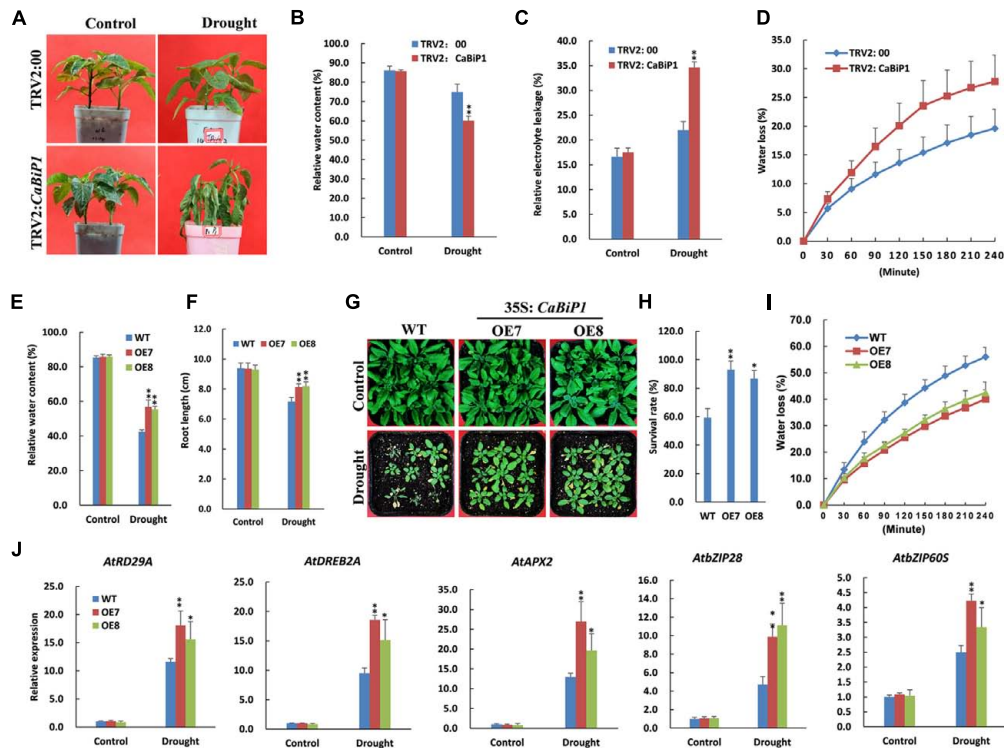 A
Control
Drought
TRV2:00
TRV2:CaBiP1
B
Relative water content (%)
100.0
90.0
80.0
70.0
60.0
50.0
40.0
30.0
20.0
10.0
0.0
TRV2: 00
TRV2: CaBiP1
**
Control
Drought
C
Relative electrolyte leakage (%)
40.0
35.0
30.0
25.0
20.0
15.0
10.0
5.0
0.0
TRV2: 00
TRV2: CaBiP1
**
Control
Drought
D
Water loss (%)
35.0
30.0
25.0
20.0
15.0
10.0
5.0
0.0
TRV2: 00
TRV2: CaBiP1
0 30 60 90 120 150 180 210 240
(Minute)
E
Relative water content (%)
100.0
80.0
60.0
40.0
20.0
0.0
WT
OE7
OE8
**
**
Control
Drought
F
Root length (cm)
12.0
10.0
8.0
6.0
4.0
2.0
0.0
WT OE7 OE8
**
**
Control
Drought
G
35S: CaBiP1
WT
OE7
OE8
Control
Drought
H
Survival rate (%)
120.0
100.0
80.0
60.0
40.0
20.0
0.0
**
*
WT OE7 OE8
I
Water loss (%)
70.0
60.0
50.0
40.0
30.0
20.0
10.0
0.0
WT
OE7
OE8
0 30 60 90 120 150 180 210 240
(Minute)
J
Relative expression
AtRD29A
25.0
20.0
15.0
10.0
5.0
0.0
WT
OE7
OE8
**
*
Control
Drought
AtDREB2A
25.0
20.0
15.0
10.0
5.0
0.0
**
*
Control
Drought
AtAPX2
40.0
35.0
30.0
25.0
20.0
15.0
10.0
5.0
0.0
**
*
Control
Drought
AtbZIP28
16.0
14.0
12.0
10.0
8.0
6.0
4.0
2.0
0.0
**
**
Control
Drought
AtbZIP60S
5.0
4.5
4.0
3.5
3.0
2.5
2.0
1.5
1.0
0.5
0.0
**
*
Control
Drought